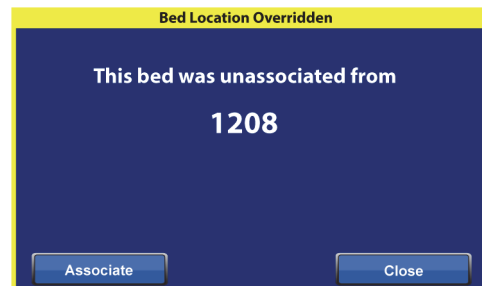 Bed Location Overridden
This bed was unassociated from
1208
Associate
Close